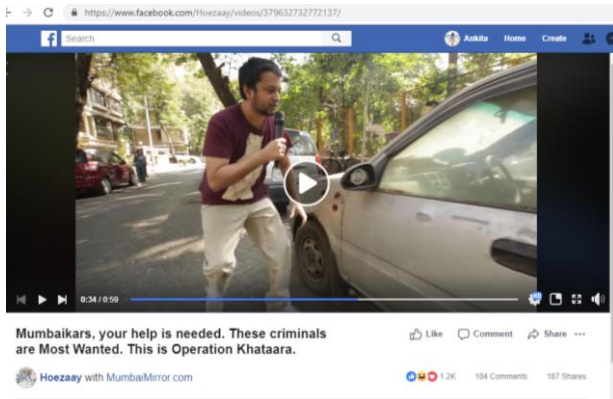 https://www.facebook.com/Hoezaay/videos/379632732772137/
f Search Ankita Home Create
0:34 / 0:59 HD
Mumbaikars, your help is needed. These criminals
are Most Wanted. This is Operation Khataara.
Like Comment Share
Hoezaay with MumbaiMirror.com
1.2K 104 Comments 187 Shares